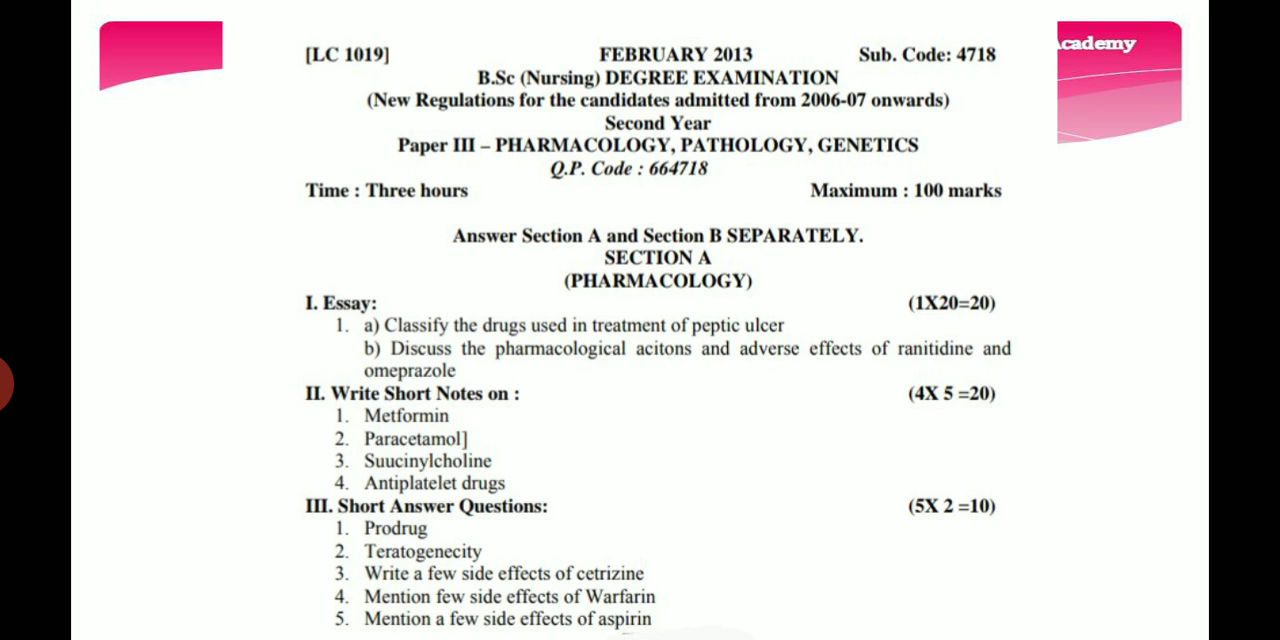 cademy
[LC 1019] FEBRUARY 2013 Sub. Code: 4718
B.Sc (Nursing) DEGREE EXAMINATION
(New Regulations for the candidates admitted from 2006-07 onwards)
Second Year
Paper III – PHARMACOLOGY, PATHOLOGY, GENETICS
Q.P. Code : 664718
Time : Three hours Maximum : 100 marks
Answer Section A and Section B SEPARATELY.
SECTION A
(PHARMACOLOGY)
I. Essay: (1X20=20)
1. a) Classify the drugs used in treatment of peptic ulcer
b) Discuss the pharmacological acitons and adverse effects of ranitidine and
omeprazole
II. Write Short Notes on : (4X 5 =20)
1. Metformin
2. Paracetamol]
3. Suucinylcholine
4. Antiplatelet drugs
III. Short Answer Questions: (5X 2 =10)
1. Prodrug
2. Teratogenecity
3. Write a few side effects of cetrizine
4. Mention few side effects of Warfarin
5. Mention a few side effects of aspirin